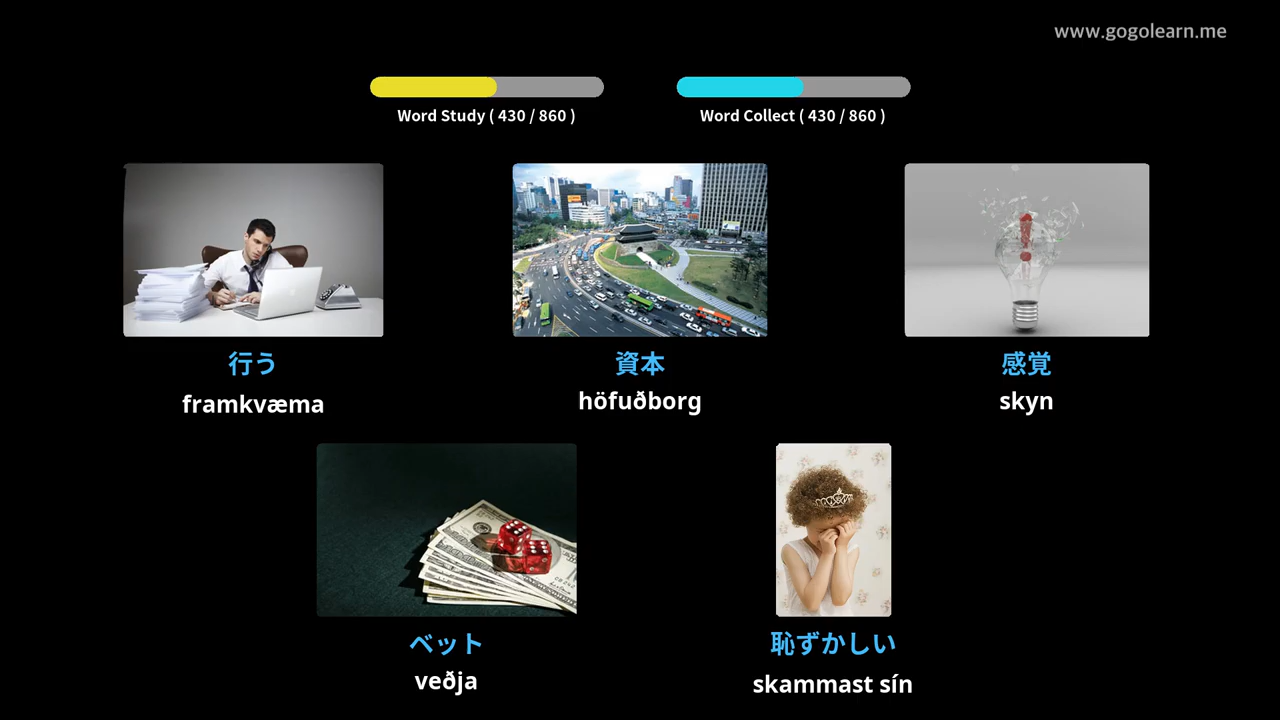 www.gogolearn.me
Word Study ( 430 / 860 )
Word Collect ( 430 / 860 )
行う
framkvæma
資本
höfuðborg
感覚
skyn
ベット
veðja
恥ずかしい
skammast sín